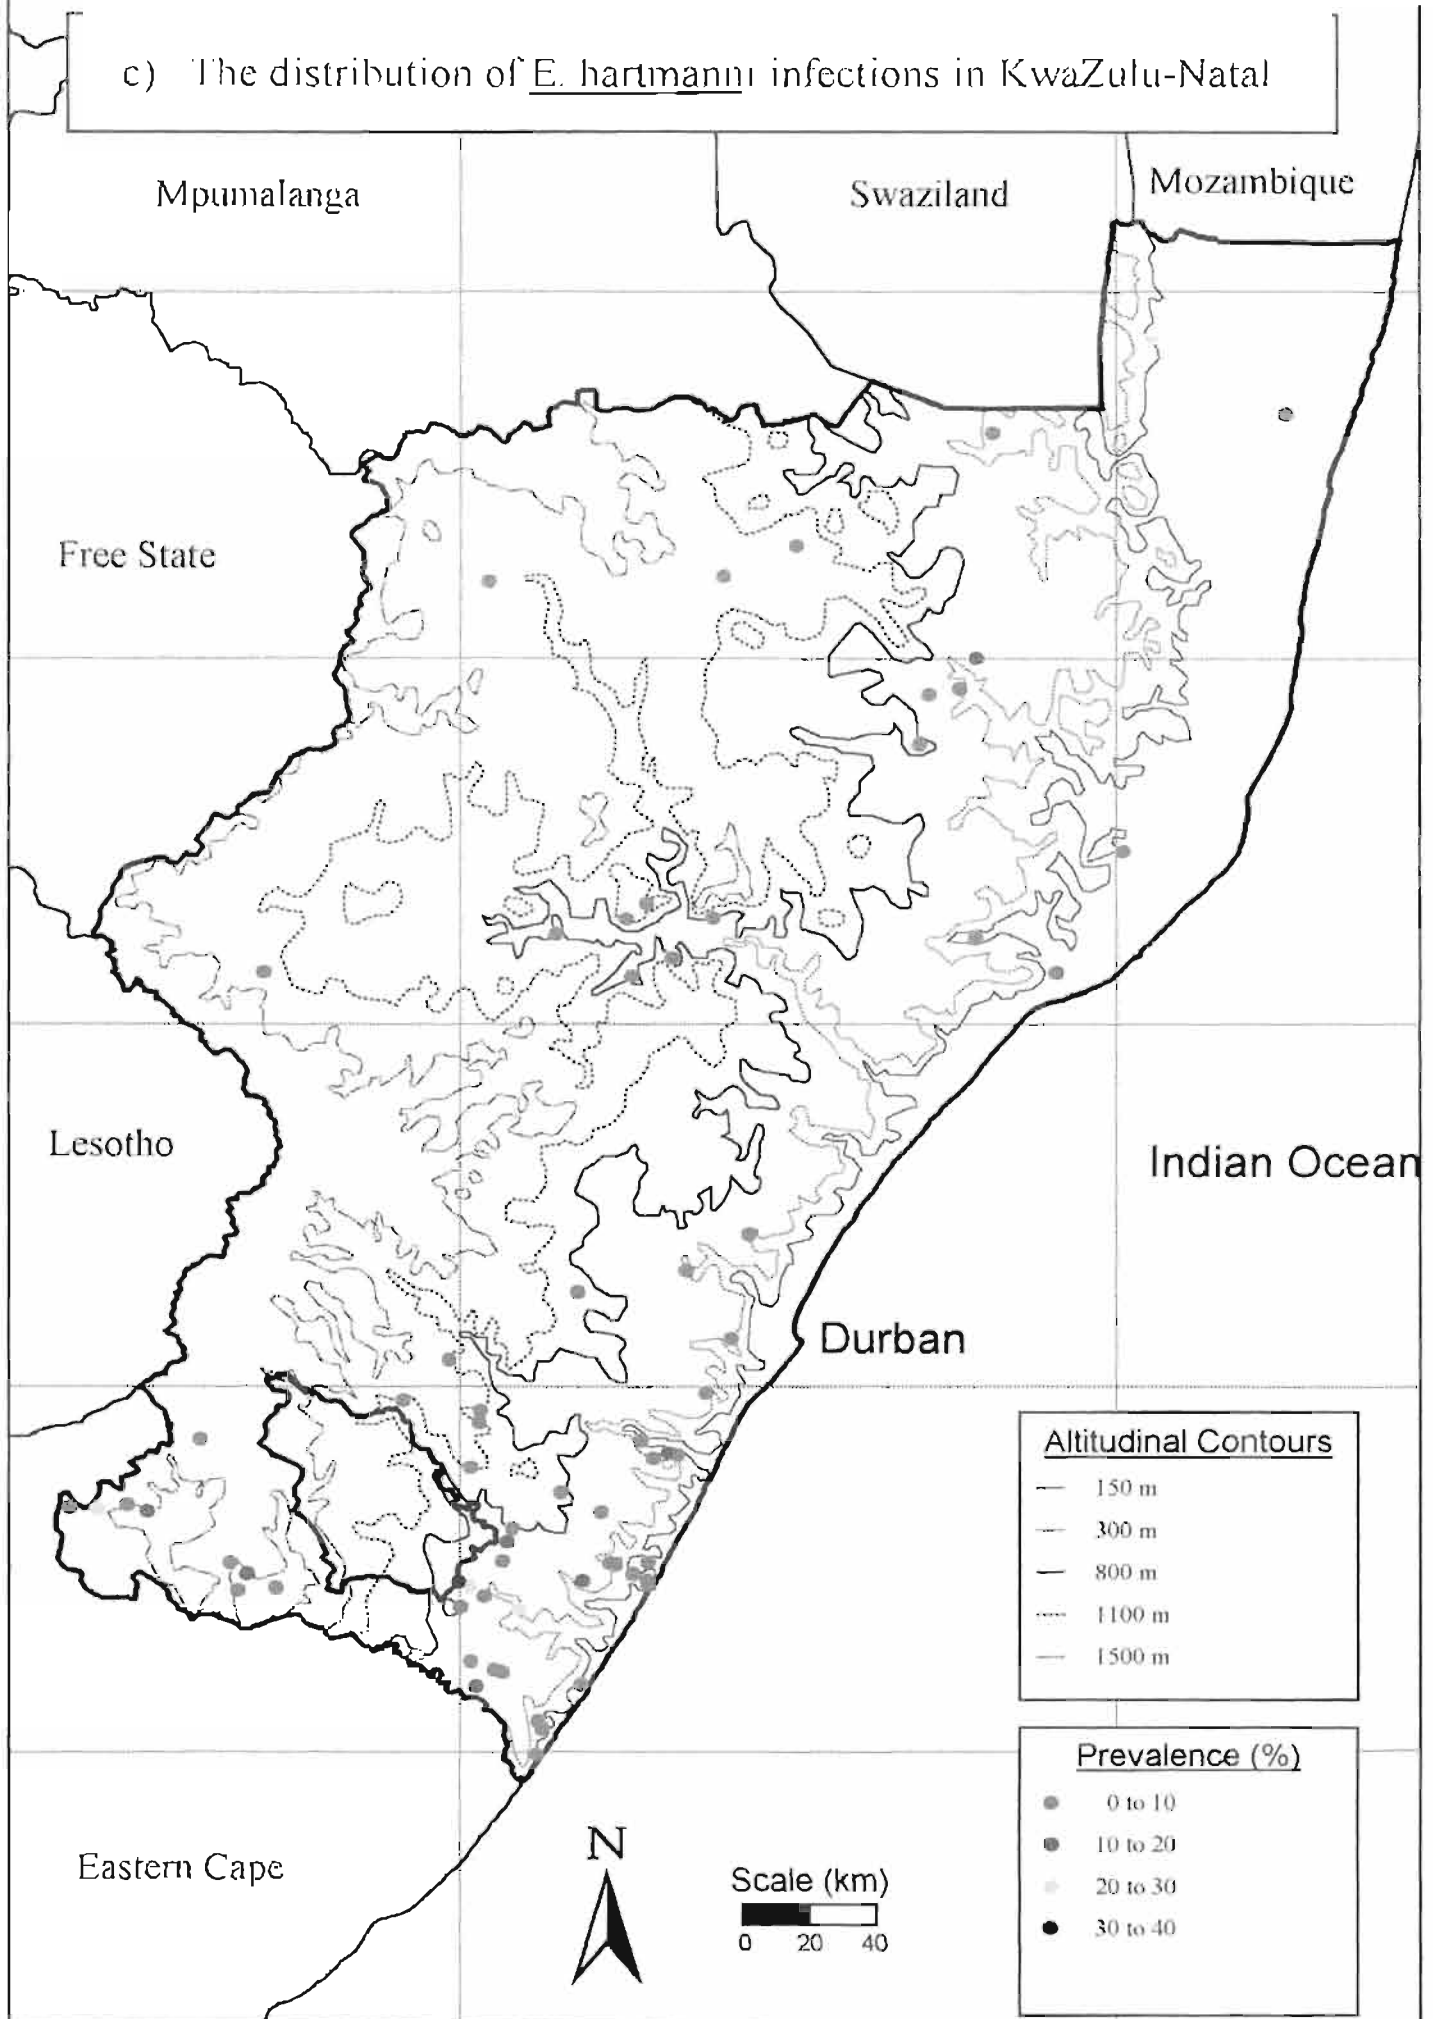 c) The distribution of E. hartmanni infections in KwaZulu-Natal
Mpumalanga
Swaziland
Mozambique
Free State
Lesotho
Indian Ocean
Durban
Altitudinal Contours
150 m
300 m
800 m
1100 m
1500 m
Prevalence (%)
0 to 10
10 to 20
20 to 30
30 to 40
Eastern Cape
N
Scale (km)
0 20 40